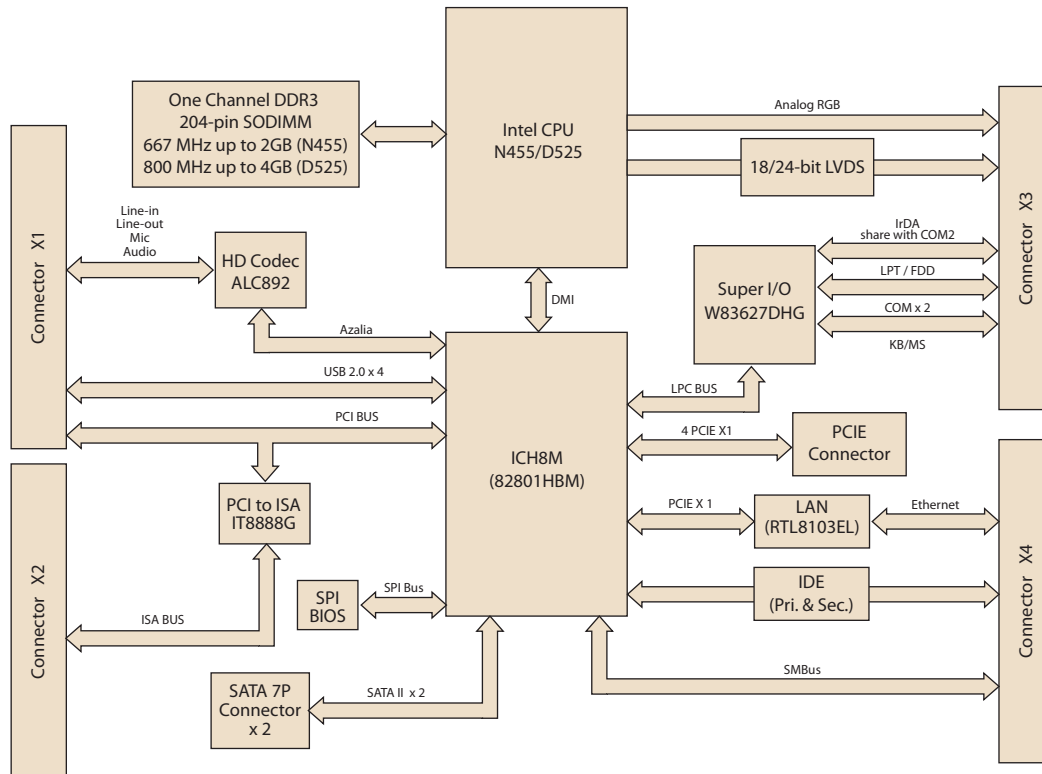 One Channel DDR3
204-pin SODIMM
667 MHz up to 2GB (N455)
800 MHz up to 4GB (D525)
Intel CPU
N455/D525
Analog RGB
18/24-bit LVDS
Connector X1
Line-in
Line-out
Mic
Audio
HD Codec
ALC892
Azalia
DMI
USB 2.0 x 4
PCI BUS
Super I/O
W83627DHG
IrDA
share with COM2
LPT / FDD
COM x 2
KB/MS
Connector X3
LPC BUS
ICH8M
(82801HBM)
4 PCIE X1
PCIE
Connector
PCI to ISA
IT8888G
PCIE X 1
LAN
(RTL8103EL)
Ethernet
Connector X2
ISA BUS
SPI
BIOS
SPI Bus
IDE
(Pri. & Sec.)
Connector X4
SMBus
SATA 7P
Connector
x 2
SATA II x 2